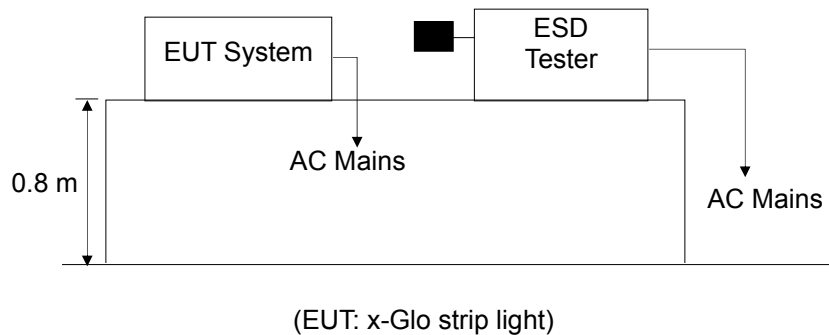 EUT System
ESD
Tester
AC Mains
0.8 m
AC Mains
(EUT: x-Glo strip light)